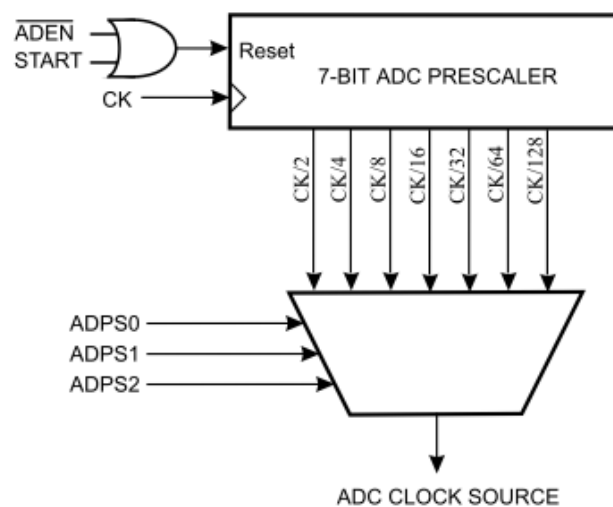 ADEN
START
Reset
7-BIT ADC PRESCALER
CK
CK/2
CK/4
CK/8
CK/16
CK/32
CK/64
CK/128
ADPS0
ADPS1
ADPS2
ADC CLOCK SOURCE